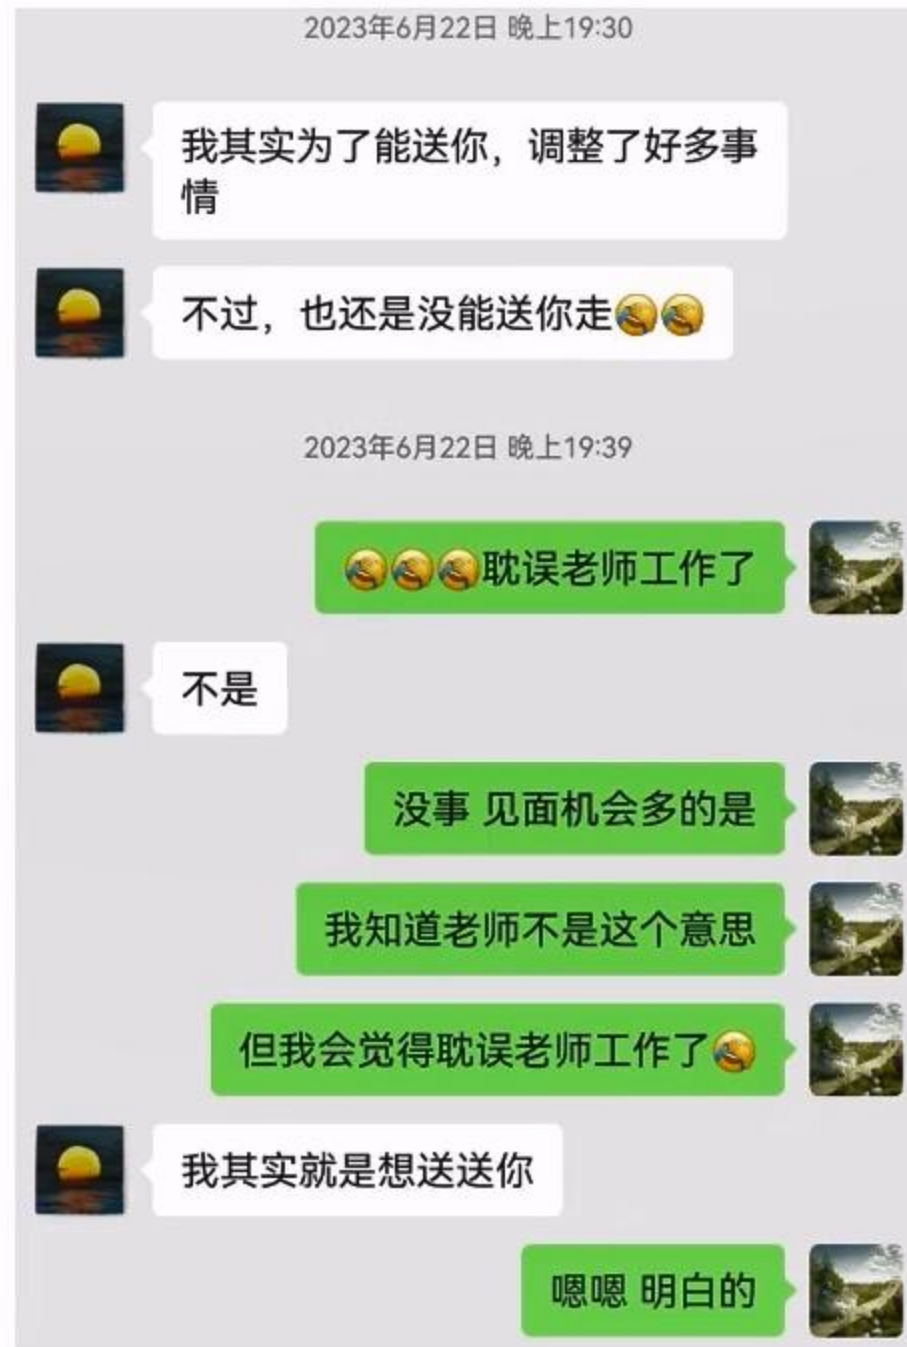 2023年6月22日 晚上19:30
我其实为了能送你，调整了好多事
情
不过，也还是没能送你走
2023年6月22日 晚上19:39
耽误老师工作了
不是
没事 见面机会多的是
我知道老师不是这个意思
但我会觉得耽误老师工作了
我其实就是想送送你
嗯嗯 明白的